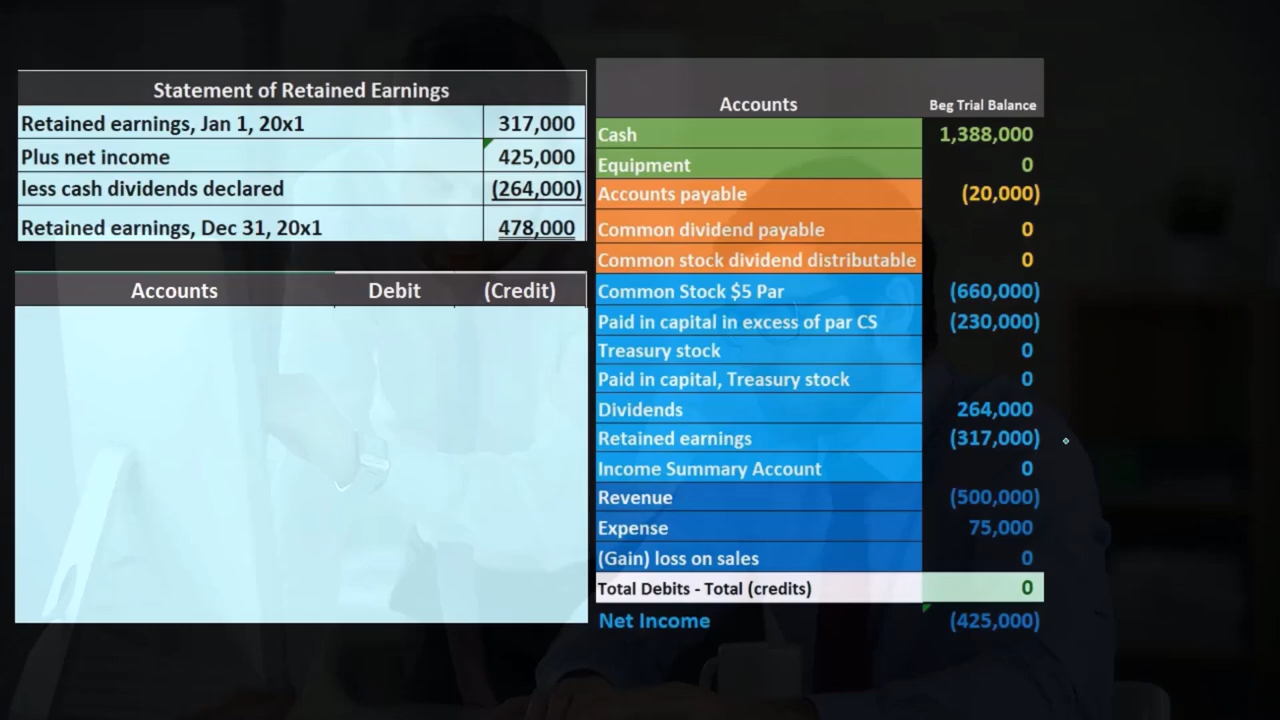 Statement of Retained Earnings
Retained earnings, Jan 1, 20x1 317,000
Plus net income 425,000
less cash dividends declared (264,000)
Retained earnings, Dec 31, 20x1 478,000
Accounts Debit (Credit)
Accounts Beg Trial Balance
Cash 1,388,000
Equipment 0
Accounts payable (20,000)
Common dividend payable 0
Common stock dividend distributable 0
Common Stock $5 Par (660,000)
Paid in capital in excess of par CS (230,000)
Treasury stock 0
Paid in capital, Treasury stock 0
Dividends 264,000
Retained earnings (317,000)
Income Summary Account 0
Revenue (500,000)
Expense 75,000
(Gain) loss on sales 0
Total Debits - Total (credits) 0
Net Income (425,000)